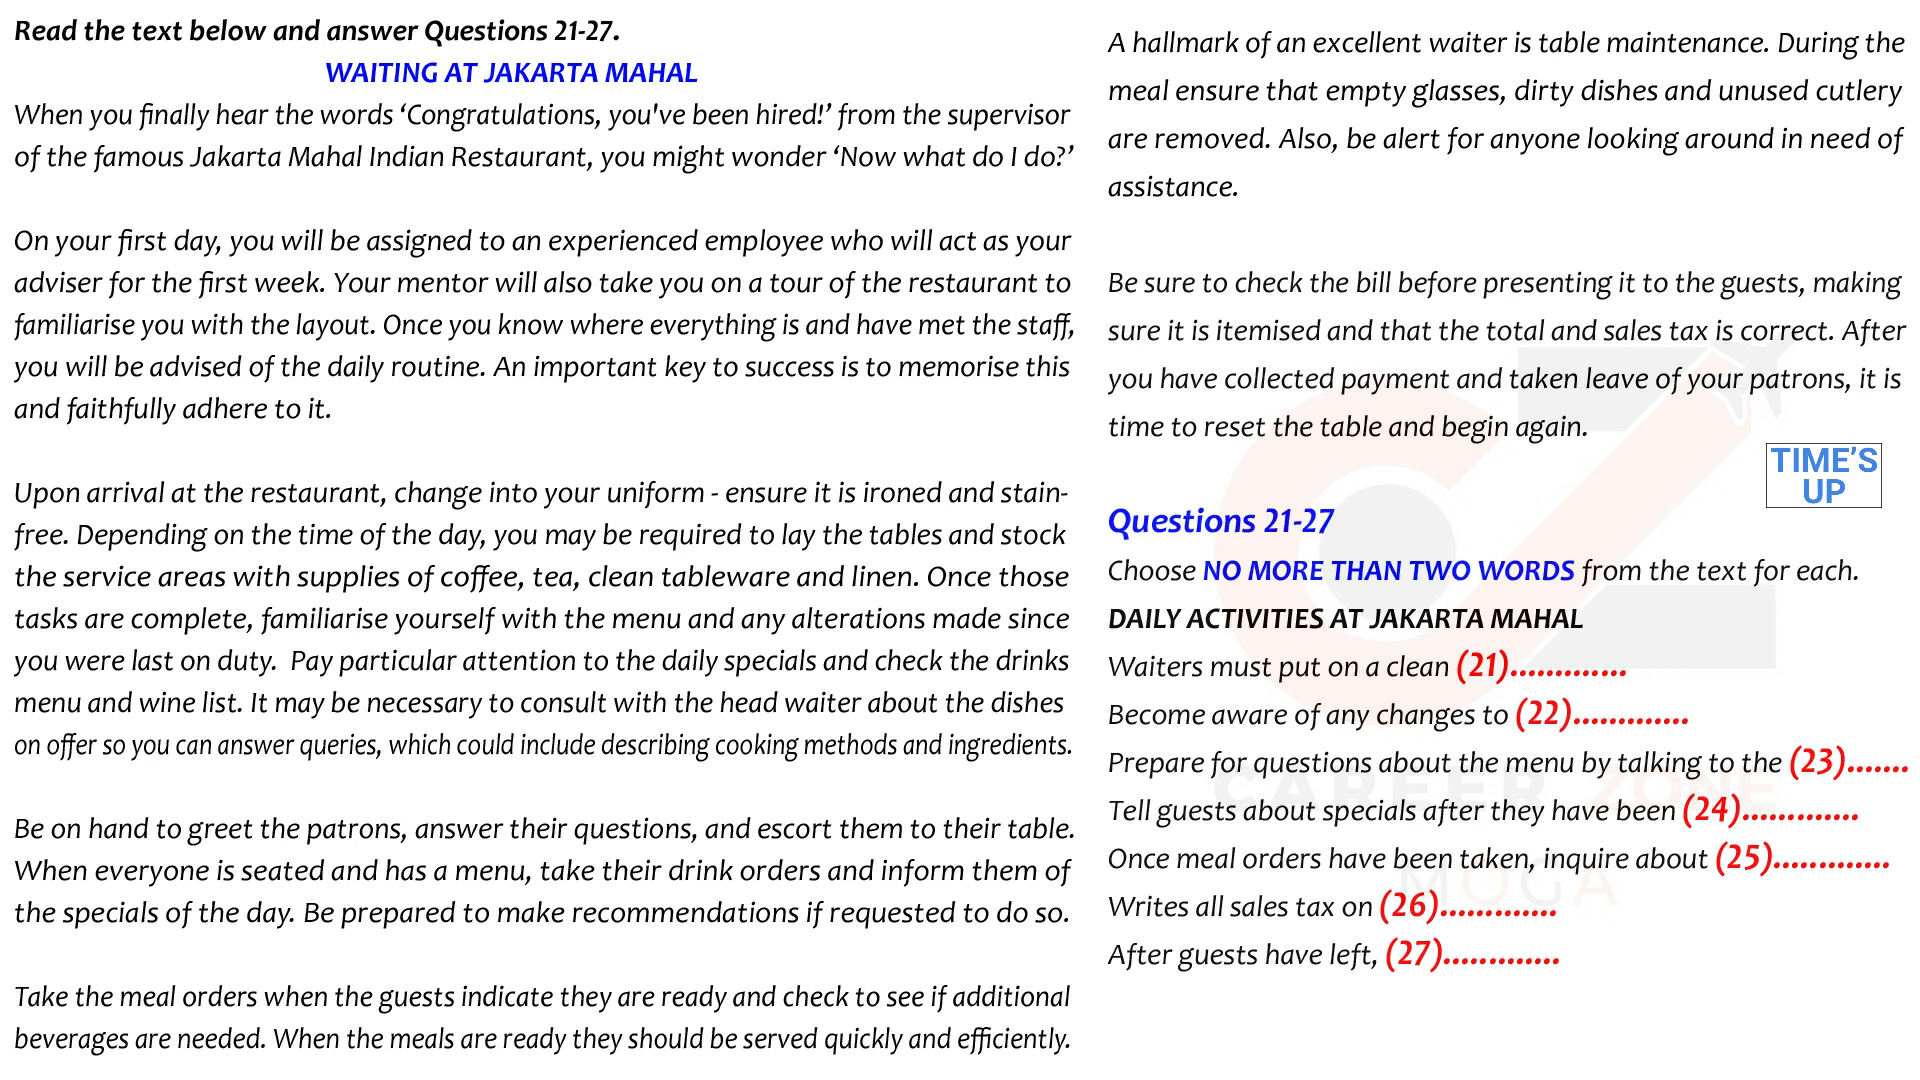 Read the text below and answer Questions 21-27.
WAITING AT JAKARTA MAHAL
When you finally hear the words ‘Congratulations, you've been hired!’ from the supervisor
of the famous Jakarta Mahal Indian Restaurant, you might wonder ‘Now what do I do?’
On your first day, you will be assigned to an experienced employee who will act as your
adviser for the first week. Your mentor will also take you on a tour of the restaurant to
familiarise you with the layout. Once you know where everything is and have met the staff,
you will be advised of the daily routine. An important key to success is to memorise this
and faithfully adhere to it.
Upon arrival at the restaurant, change into your uniform - ensure it is ironed and stain-
free. Depending on the time of the day, you may be required to lay the tables and stock
the service areas with supplies of coffee, tea, clean tableware and linen. Once those
tasks are complete, familiarise yourself with the menu and any alterations made since
you were last on duty.  Pay particular attention to the daily specials and check the drinks
menu and wine list. It may be necessary to consult with the head waiter about the dishes
on offer so you can answer queries, which could include describing cooking methods and ingredients.
Be on hand to greet the patrons, answer their questions, and escort them to their table.
When everyone is seated and has a menu, take their drink orders and inform them of
the specials of the day. Be prepared to make recommendations if requested to do so.
Take the meal orders when the guests indicate they are ready and check to see if additional
beverages are needed. When the meals are ready they should be served quickly and efficiently.
A hallmark of an excellent waiter is table maintenance. During the
meal ensure that empty glasses, dirty dishes and unused cutlery
are removed. Also, be alert for anyone looking around in need of
assistance.
Be sure to check the bill before presenting it to the guests, making
sure it is itemised and that the total and sales tax is correct. After
you have collected payment and taken leave of your patrons, it is
time to reset the table and begin again.
TIME’S
UP
Questions 21-27
Choose NO MORE THAN TWO WORDS from the text for each.
DAILY ACTIVITIES AT JAKARTA MAHAL
Waiters must put on a clean (21).............
Become aware of any changes to (22).............
Prepare for questions about the menu by talking to the (23).......
Tell guests about specials after they have been (24).............
Once meal orders have been taken, inquire about (25).............
Writes all sales tax on (26).............
After guests have left, (27).............
CAREER ZONE
MOGA